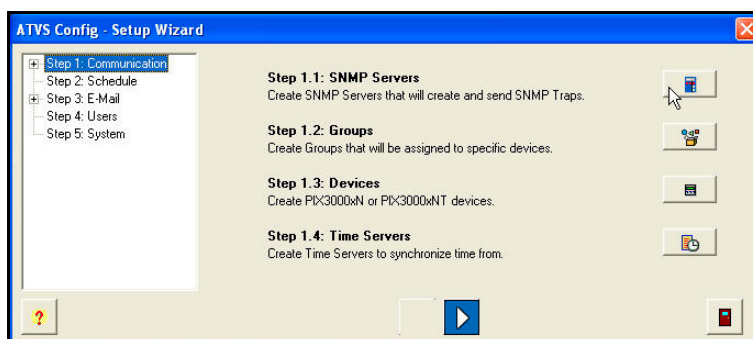 ATVS Config - Setup Wizard
Step 1: Communication
Step 2: Schedule
Step 3: E-Mail
Step 4: Users
Step 5: System
Step 1.1: SNMP Servers
Create SNMP Servers that will create and send SNMP Traps.
Step 1.2: Groups
Create Groups that will be assigned to specific devices.
Step 1.3: Devices
Create PIX3000xN or PIX3000xNT devices.
Step 1.4: Time Servers
Create Time Servers to synchronize time from.
?